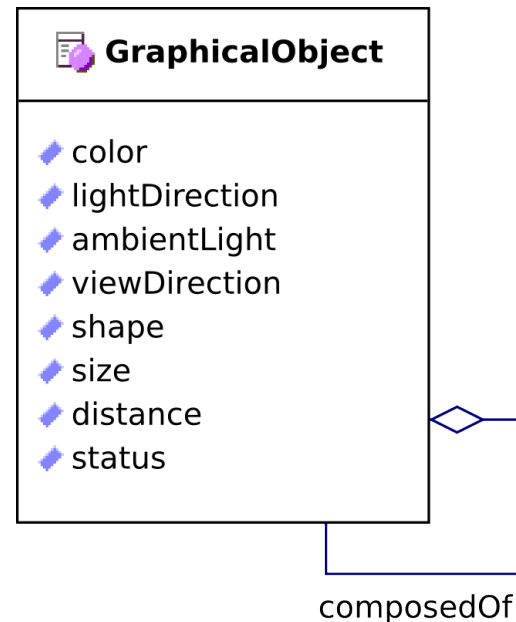 GraphicalObject
color
lightDirection
ambientLight
viewDirection
shape
size
distance
status
composedOf